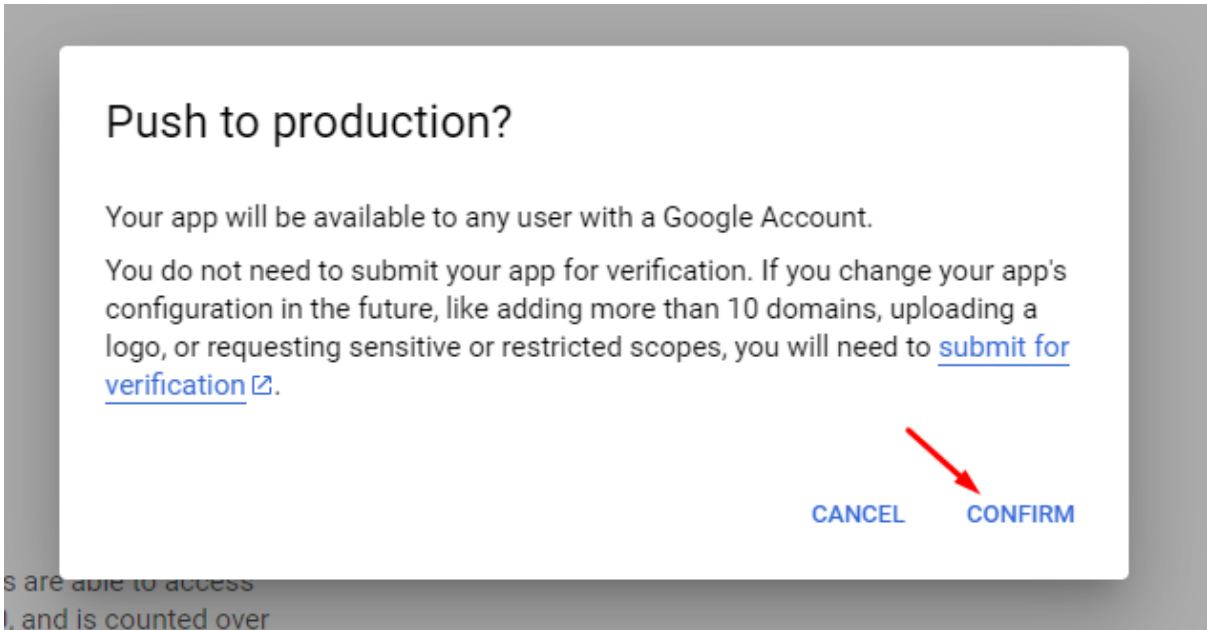 Push to production?
Your app will be available to any user with a Google Account.
You do not need to submit your app for verification. If you change your app's
configuration in the future, like adding more than 10 domains, uploading a
logo, or requesting sensitive or restricted scopes, you will need to submit for
verification.
CANCEL CONFIRM
s are able to access
, and is counted over